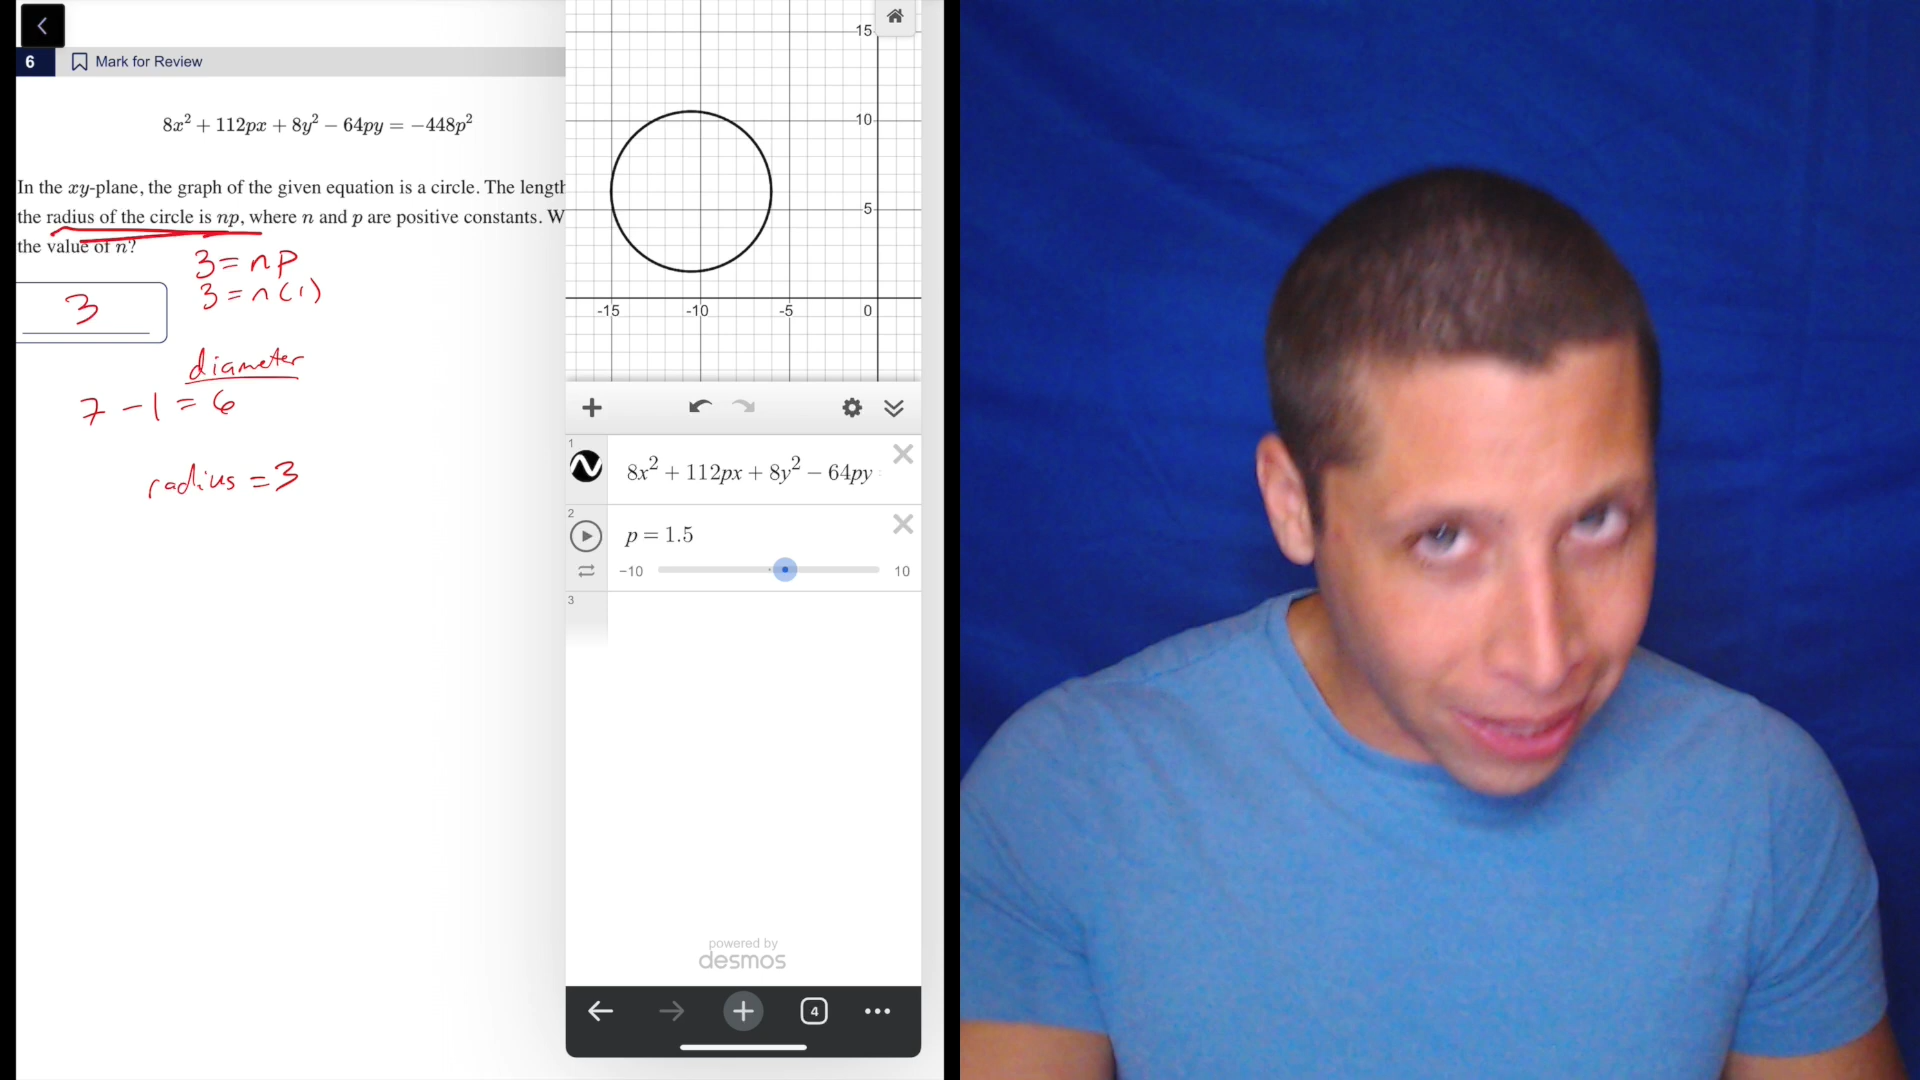 6 Mark for Review
8x² + 112px + 8y² − 64py = −448p²
In the xy-plane, the graph of the given equation is a circle. The length
the radius of the circle is np, where n and p are positive constants. W
the value of n?
3 = np
3 = n(1)
3
diameter
7 − 1 = 6
radius = 3
15
10
5
-15 -10 -5 0
1
8x² + 112px + 8y² − 64py
2
p = 1.5
−10 10
3
powered by
desmos
4